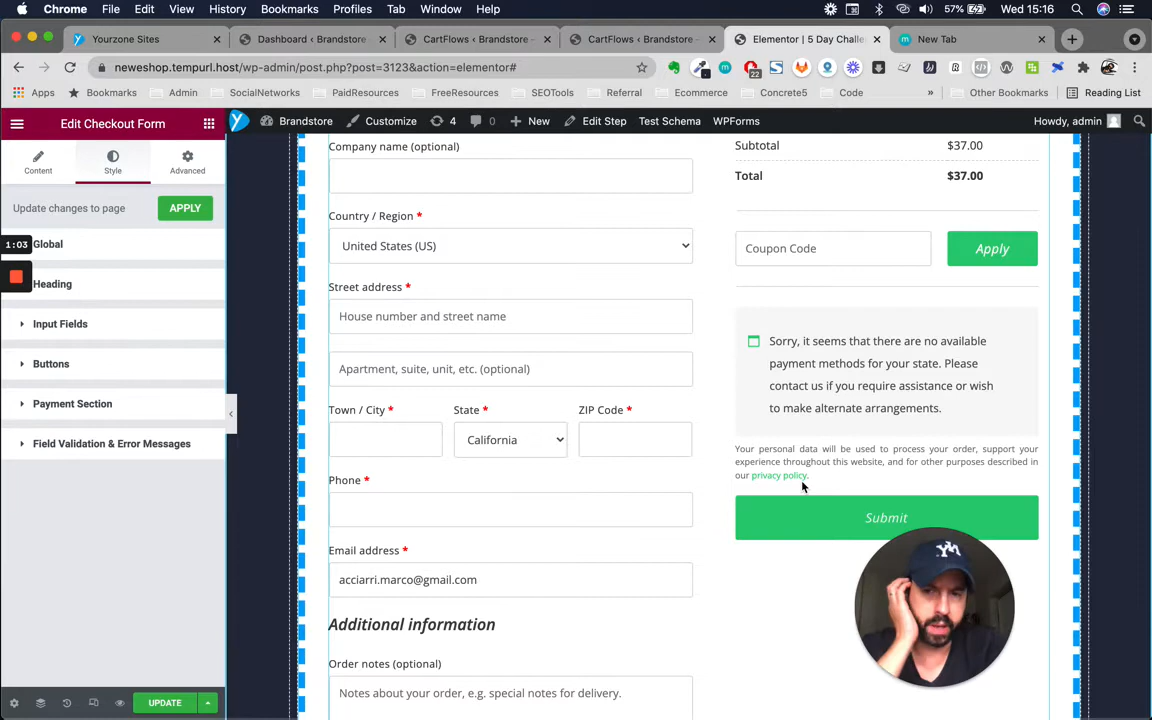 Chrome File Edit View History Bookmarks Profiles Tab Window Help 57% Wed 15:16
Yourzone Sites
Dashboard ‹ Brandstore –
CartFlows ‹ Brandstore –
CartFlows ‹ Brandstore –
Elementor | 5 Day Challe
New Tab
neweshop.tempurl.host/wp-admin/post.php?post=3123&action=elementor#
22
Apps Bookmarks Admin SocialNetworks PaidResources FreeResources SEOTools Referral Ecommerce Concrete5 Code » Other Bookmarks Reading List
Edit Checkout Form
Brandstore Customize 4 0 New Edit Step Test Schema WPForms Howdy, admin
Content Style Advanced
Update changes to page APPLY
1:03
Global
Heading
Input Fields
Buttons
Payment Section
Field Validation & Error Messages
UPDATE
Company name (optional)
Country / Region *
United States (US)
Street address *
House number and street name
Apartment, suite, unit, etc. (optional)
Town / City * State * ZIP Code *
California
Phone *
Email address *
acciarri.marco@gmail.com
Additional information
Order notes (optional)
Notes about your order, e.g. special notes for delivery.
Subtotal $37.00
Total $37.00
Coupon Code Apply
Sorry, it seems that there are no available
payment methods for your state. Please
contact us if you require assistance or wish
to make alternate arrangements.
Your personal data will be used to process your order, support your
experience throughout this website, and for other purposes described in
our privacy policy.
Submit